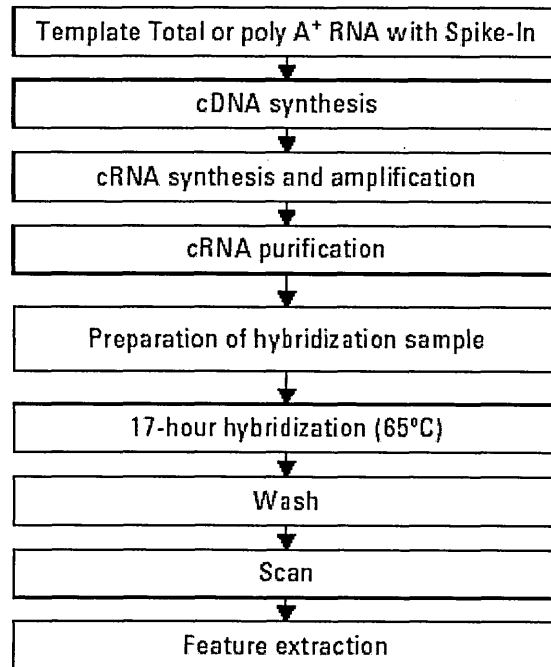 Template Total or poly A⁺ RNA with Spike-In
cDNA synthesis
cRNA synthesis and amplification
cRNA purification
Preparation of hybridization sample
17-hour hybridization (65ºC)
Wash
Scan
Feature extraction